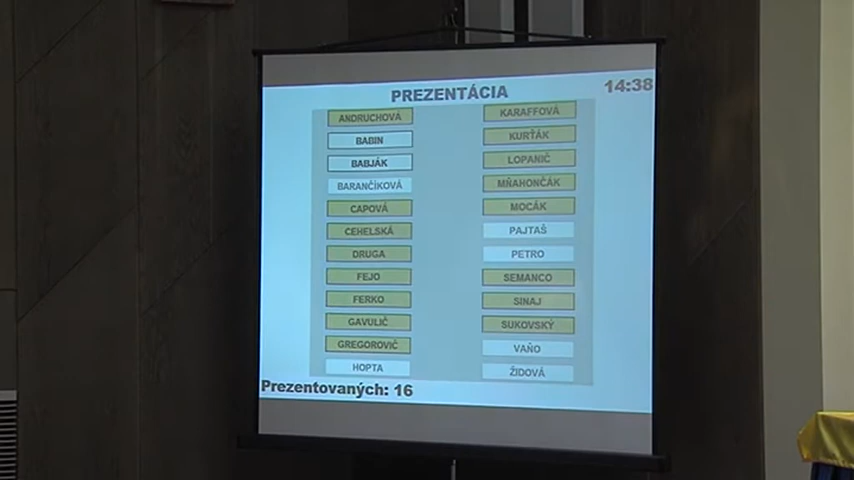 PREZENTÁCIA
14:38
ANDRUCHOVÁ
BABIN
BABJÁK
BARANČÍKOVÁ
CAPOVÁ
CEHELSKÁ
DRUGA
FEJO
FERKO
GAVULIČ
GREGOROVIČ
HOPTA
KARAFFOVÁ
KURŤÁK
LOPANIČ
MŇAHONČÁK
MOCÁK
PAJTAŠ
PETRO
SEMANCO
SINAJ
SUKOVSKÝ
VAŇO
ŽIDOVÁ
Prezentovaných: 16